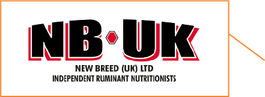 NB UK
NEW BREED (UK) LTD
INDEPENDENT RUMINANT NUTRITIONISTS